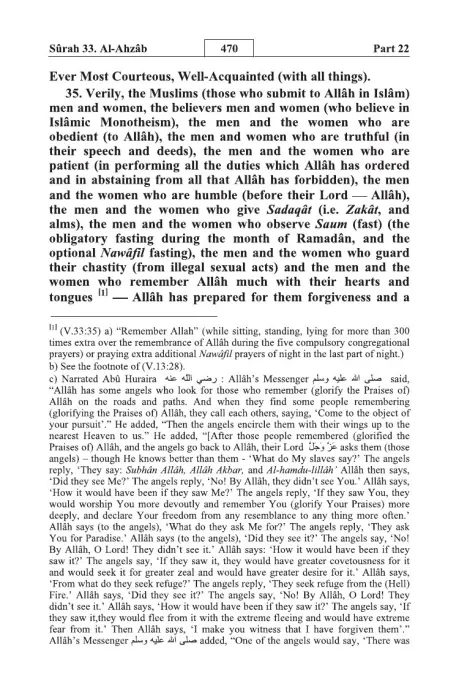 Sûrah 33. Al-Ahzâb 470 Part 22
Ever Most Courteous, Well-Acquainted (with all things).
35. Verily, the Muslims (those who submit to Allâh in Islâm)
men and women, the believers men and women (who believe in
Islâmic Monotheism), the men and the women who are
obedient (to Allâh), the men and women who are truthful (in
their speech and deeds), the men and the women who are
patient (in performing all the duties which Allâh has ordered
and in abstaining from all that Allâh has forbidden), the men
and the women who are humble (before their Lord — Allâh),
the men and the women who give Sadaqât (i.e. Zakât, and
alms), the men and the women who observe Saum (fast) (the
obligatory fasting during the month of Ramadân, and the
optional Nawâfil fasting), the men and the women who guard
their chastity (from illegal sexual acts) and the men and the
women who remember Allâh much with their hearts and
tongues [1] — Allâh has prepared for them forgiveness and a
[1] (V.33:35) a) “Remember Allah” (while sitting, standing, lying for more than 300
times extra over the remembrance of Allâh during the five compulsory congregational
prayers) or praying extra additional Nawâfil prayers of night in the last part of night.)
b) See the footnote of (V.13:28).
c) Narrated Abû Huraira رضي الله عنه : Allâh’s Messenger صلى الله عليه وسلم said,
“Allâh has some angels who look for those who remember (glorify the Praises of)
Allâh on the roads and paths. And when they find some people remembering
(glorifying the Praises of) Allâh, they call each others, saying, ‘Come to the object of
your pursuit’.” He added, “Then the angels encircle them with their wings up to the
nearest Heaven to us.” He added, “[After those people remembered (glorified the
Praises of) Allâh, and the angels go back to Allâh, their Lord عَزَّ وَجَلَّ asks them (those
angels) – though He knows better than them - ‘What do My slaves say?’ The angels
reply, ‘They say: Subhân Allâh, Allâh Akbar, and Al-hamdu-lillâh’ Allâh then says,
‘Did they see Me?’ The angels reply, ‘No! By Allâh, they didn’t see You.’ Allâh says,
‘How it would have been if they saw Me?’ The angels reply, ‘If they saw You, they
would worship You more devoutly and remember You (glorify Your Praises) more
deeply, and declare Your freedom from any resemblance to any thing more often.’
Allâh says (to the angels), ‘What do they ask Me for?’ The angels reply, ‘They ask
You for Paradise.’ Allâh says (to the angels), ‘Did they see it?’ The angels say, ‘No!
By Allâh, O Lord! They didn’t see it.’ Allâh says: ‘How it would have been if they
saw it?’ The angels say, ‘If they saw it, they would have greater covetousness for it
and would seek it for greater zeal and would have greater desire for it.’ Allâh says,
‘From what do they seek refuge?’ The angels reply, ‘They seek refuge from the (Hell)
Fire.’ Allâh says, ‘Did they see it?’ The angels say, ‘No! By Allâh, O Lord! They
didn’t see it.’ Allâh says, ‘How it would have been if they saw it?’ The angels say, ‘If
they saw it,they would flee from it with the extreme fleeing and would have extreme
fear from it.’ Then Allâh says, ‘I make you witness that I have forgiven them’.”
Allâh’s Messenger صلى الله عليه وسلم added, “One of the angels would say, ‘There was